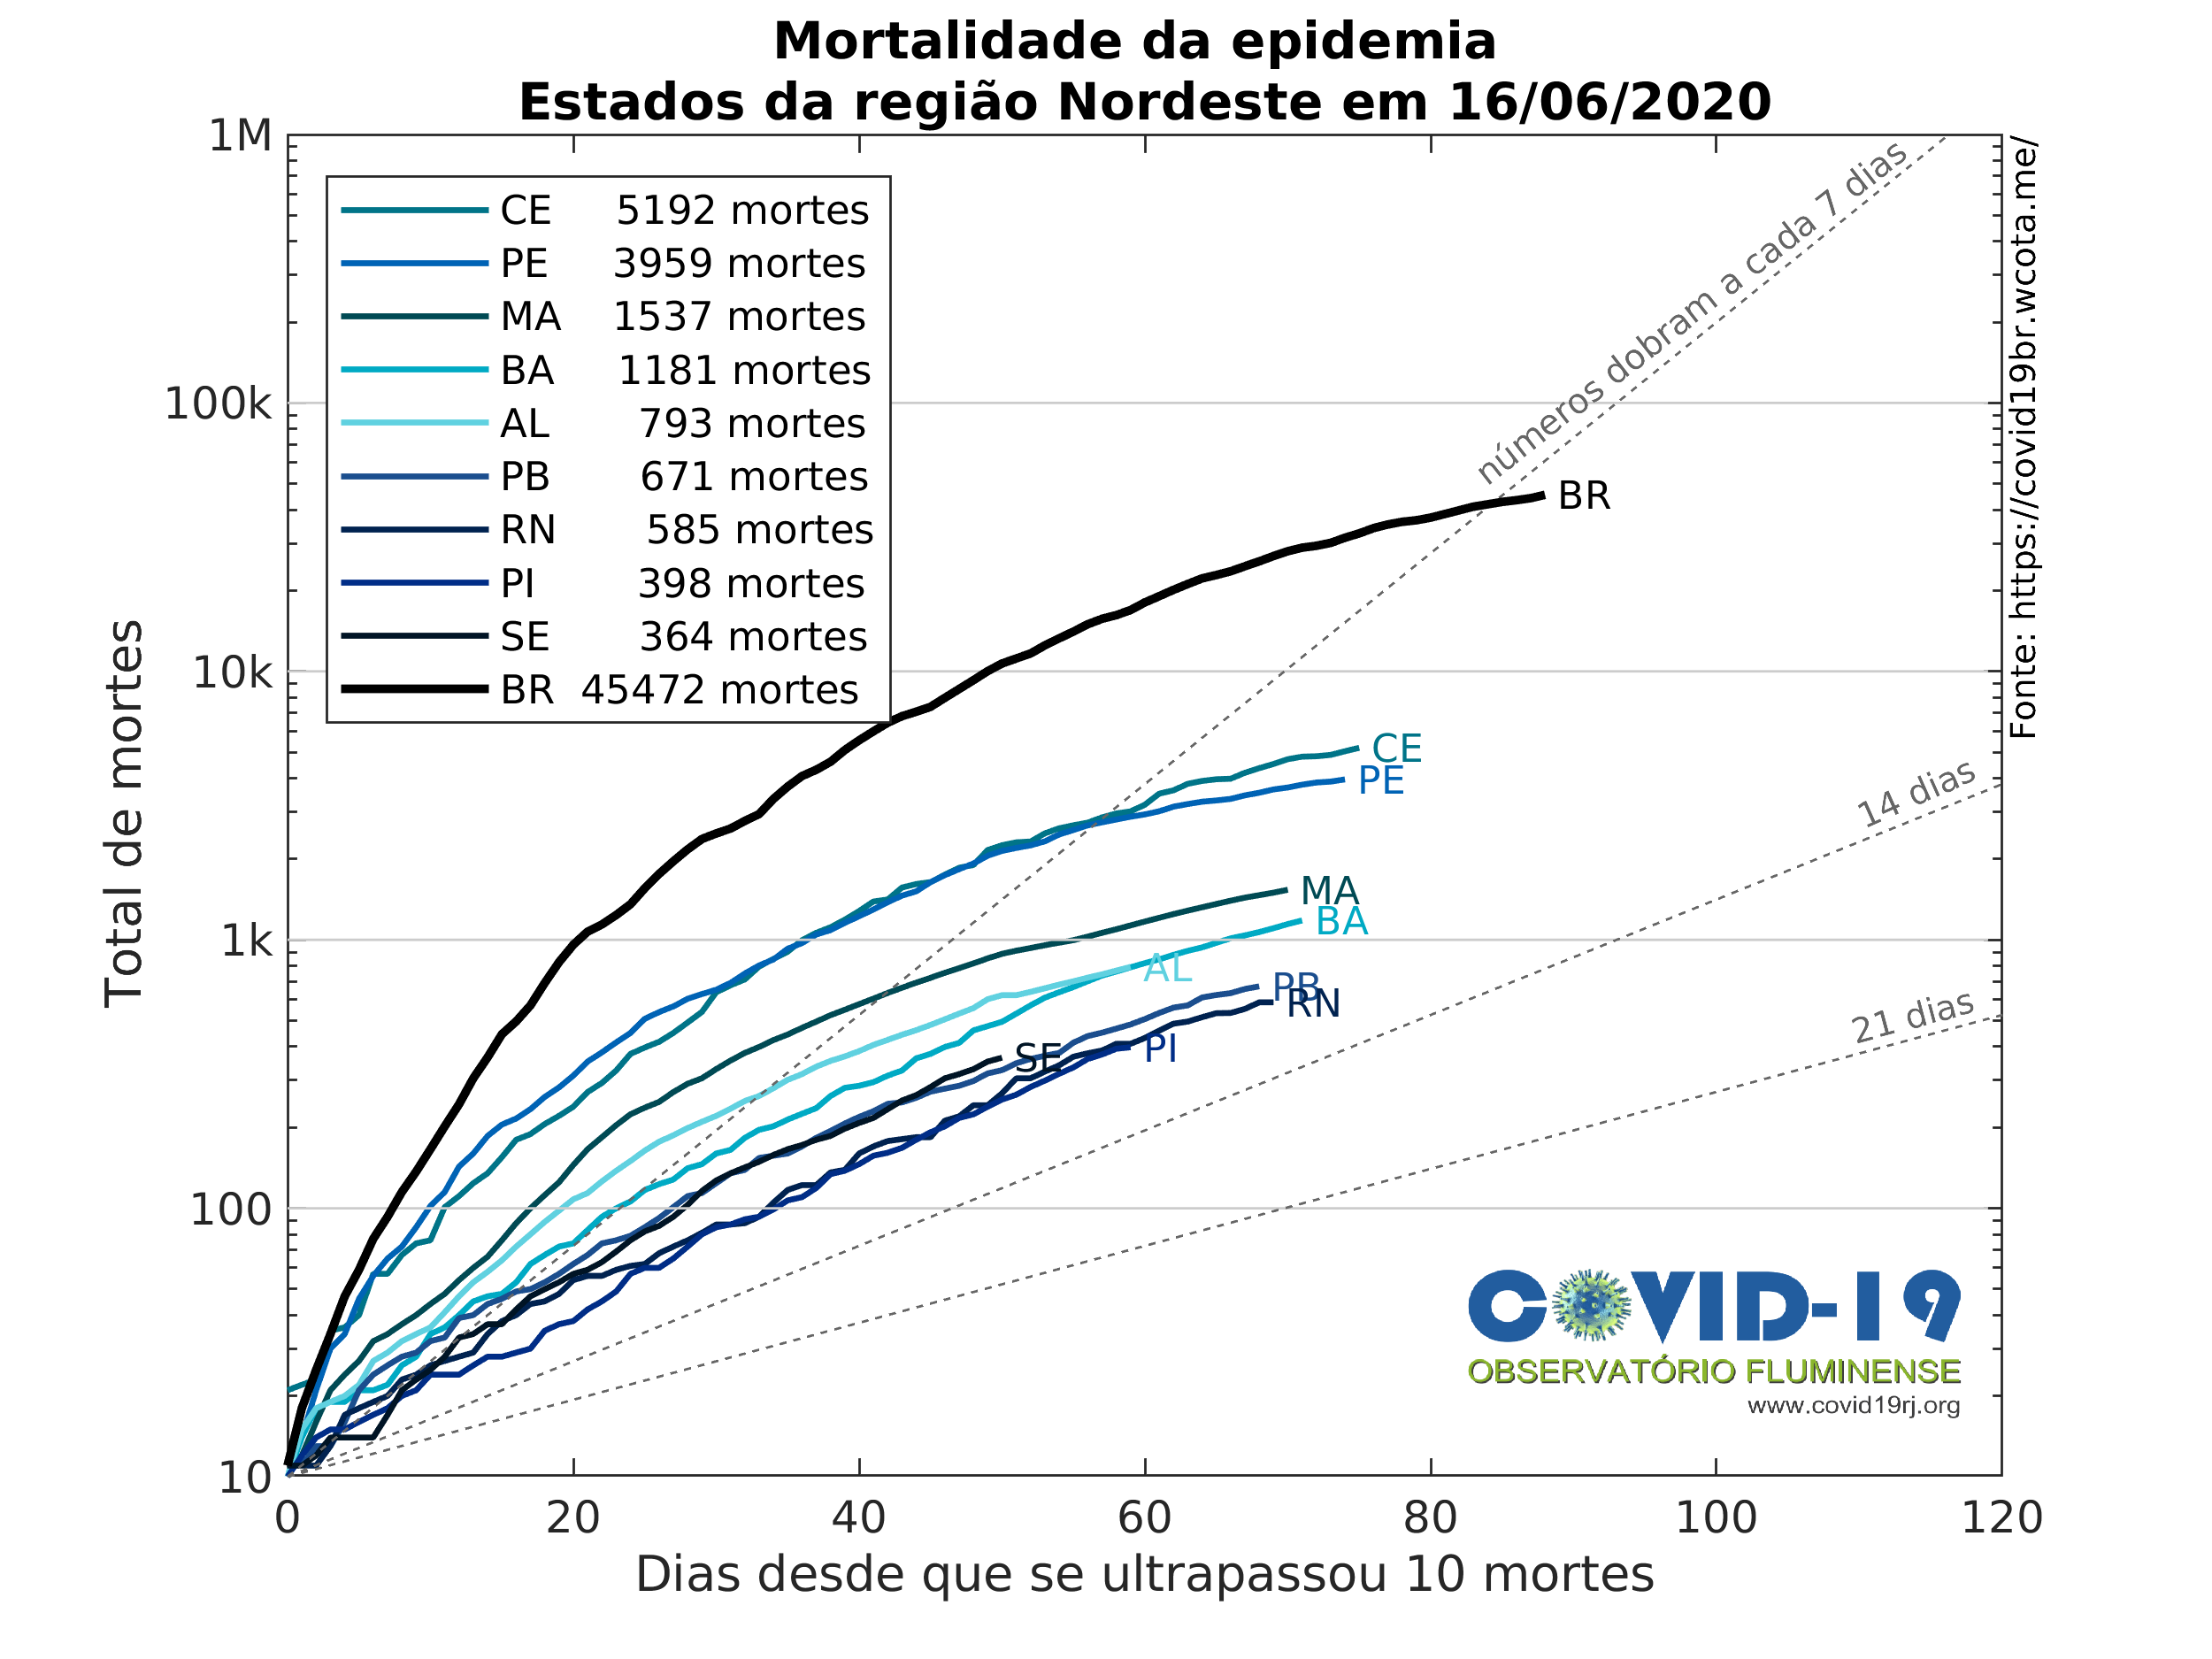 Mortalidade da epidemia
Estados da região Nordeste em 16/06/2020
1M
100k
10k
1k
100
10
Total de mortes
CE 5192 mortes
PE 3959 mortes
MA 1537 mortes
BA 1181 mortes
AL 793 mortes
PB 671 mortes
RN 585 mortes
PI 398 mortes
SE 364 mortes
BR 45472 mortes
números dobram a cada 7 dias
14 dias
21 dias
BR
CE
PE
MA
BA
AL
PB
RN
PI
SE
Fonte: https://covid19br.wcota.me/
COVID-19
OBSERVATÓRIO FLUMINENSE
www.covid19rj.org
0 20 40 60 80 100 120
Dias desde que se ultrapassou 10 mortes